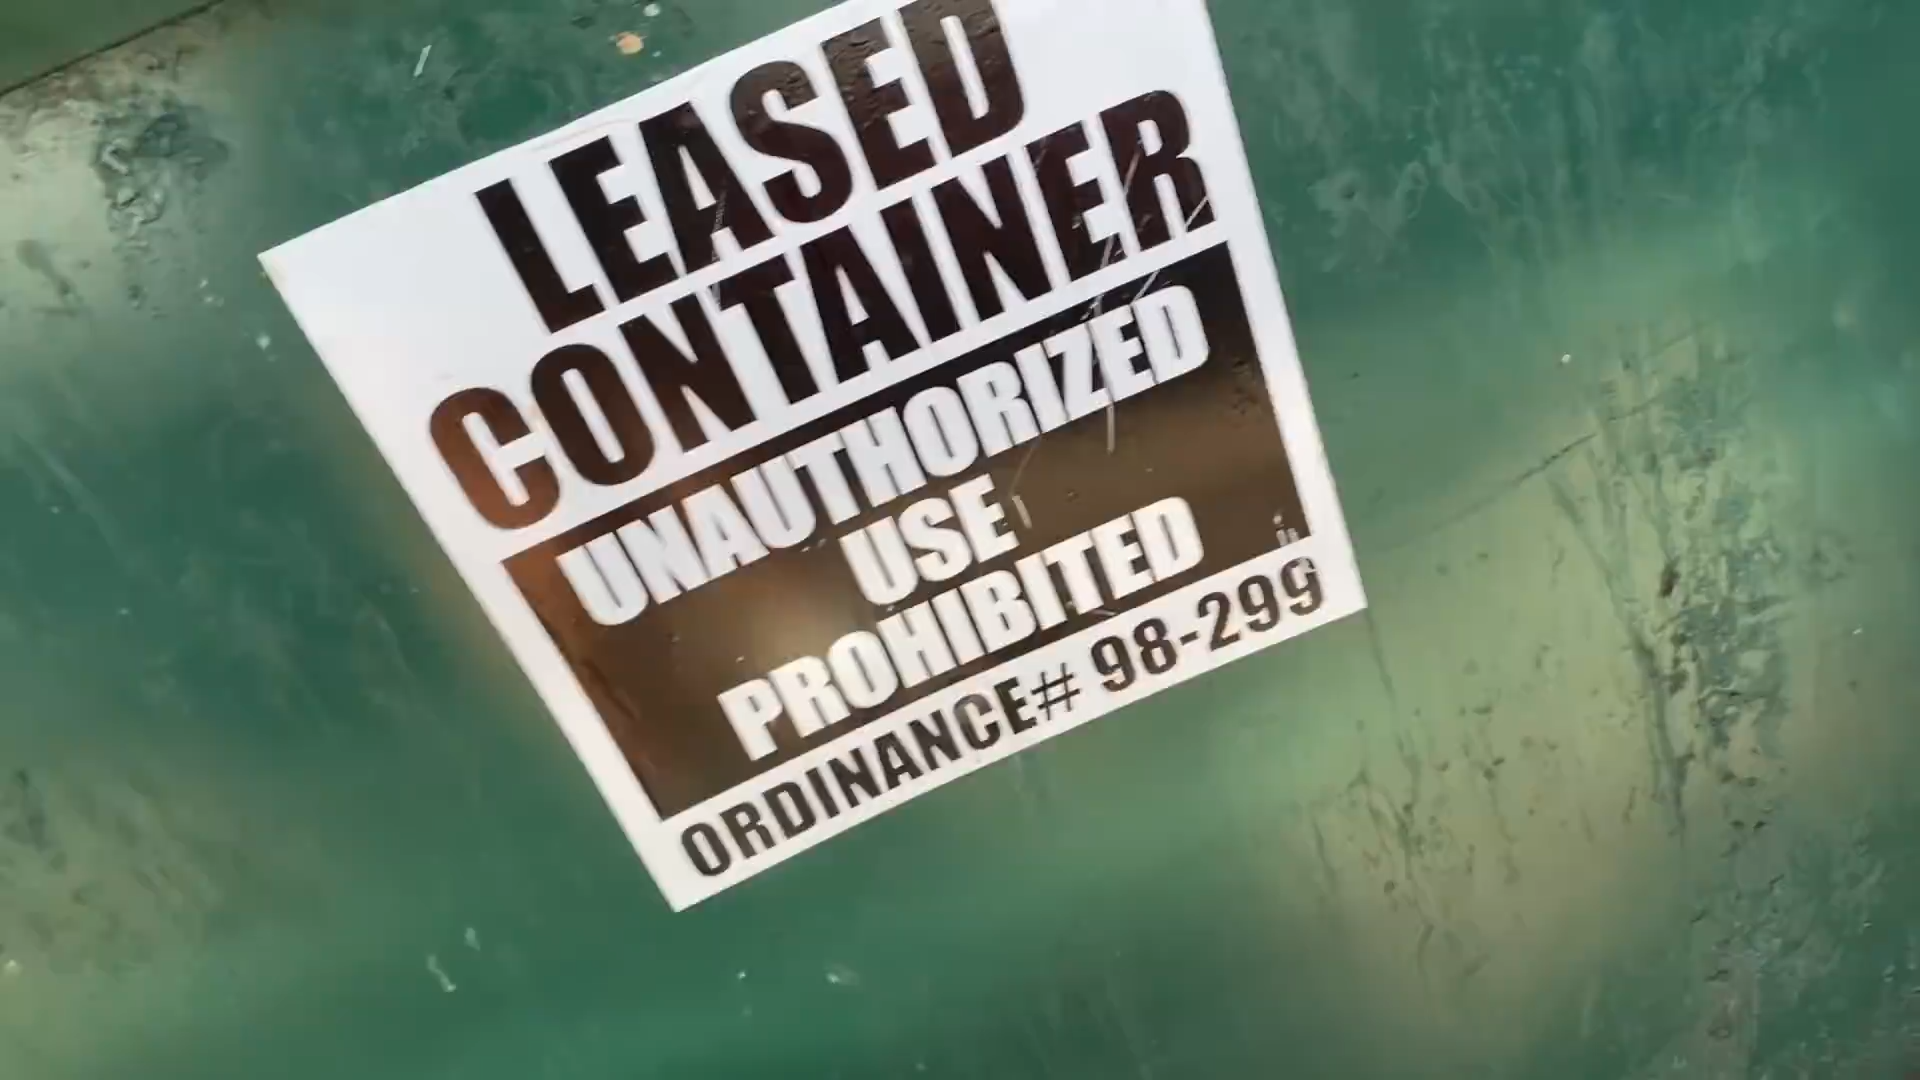 LEASED
CONTAINER
UNAUTHORIZED
USE
PROHIBITED
ORDINANCE# 98-299